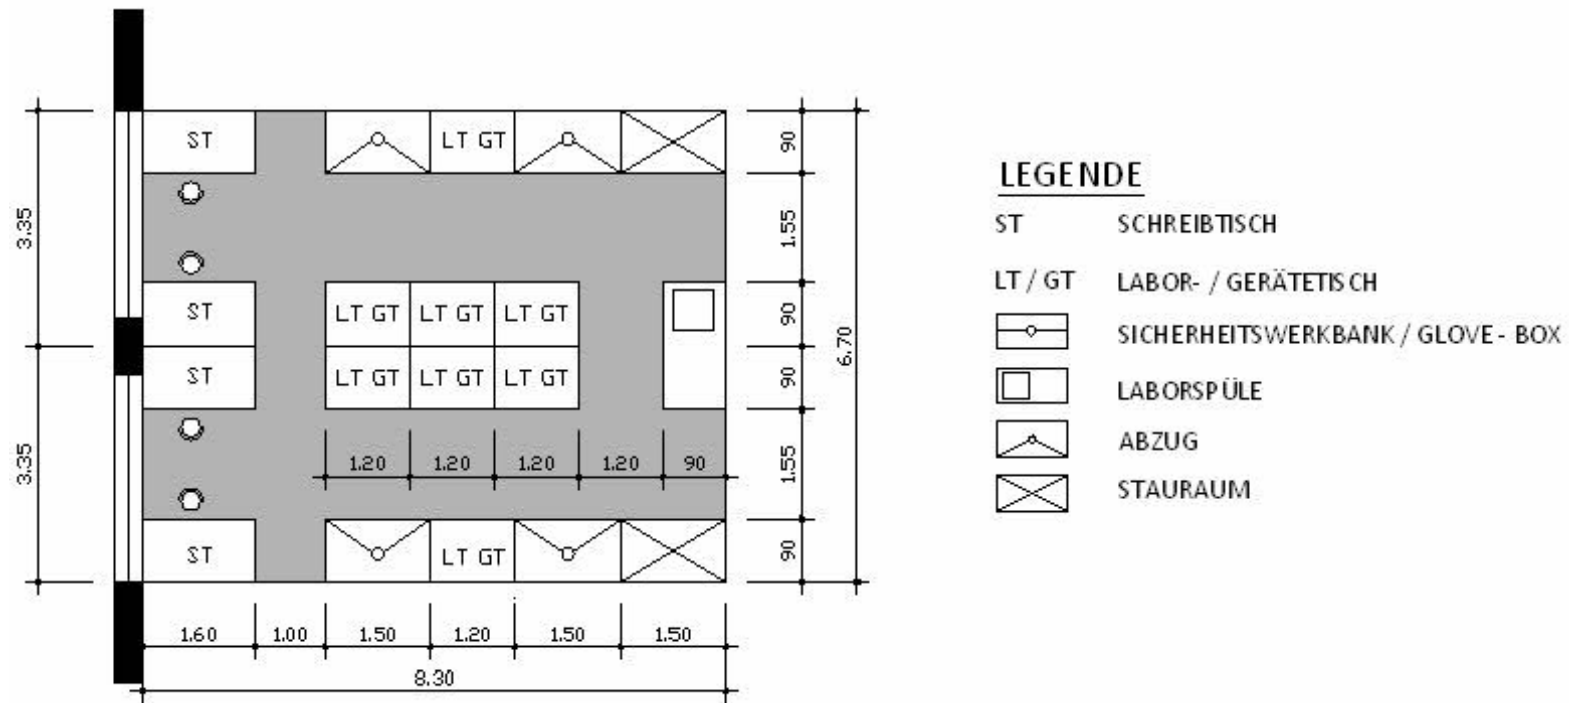 ST
LT GT
90
3.35
1.55
LEGENDE
ST SCHREIBTISCH
LT / GT LABOR- / GERÄTETISCH
SICHERHEITSWERKBANK / GLOVE - BOX
LABORSPÜLE
ABZUG
STAURAUM
ST
LT GT LT GT LT GT
90
6.70
ST
LT GT LT GT LT GT
90
3.35
1.20 1.20 1.20 1.20 90
1.55
ST
LT GT
90
1.60 1.00 1.50 1.20 1.50 1.50
8.30